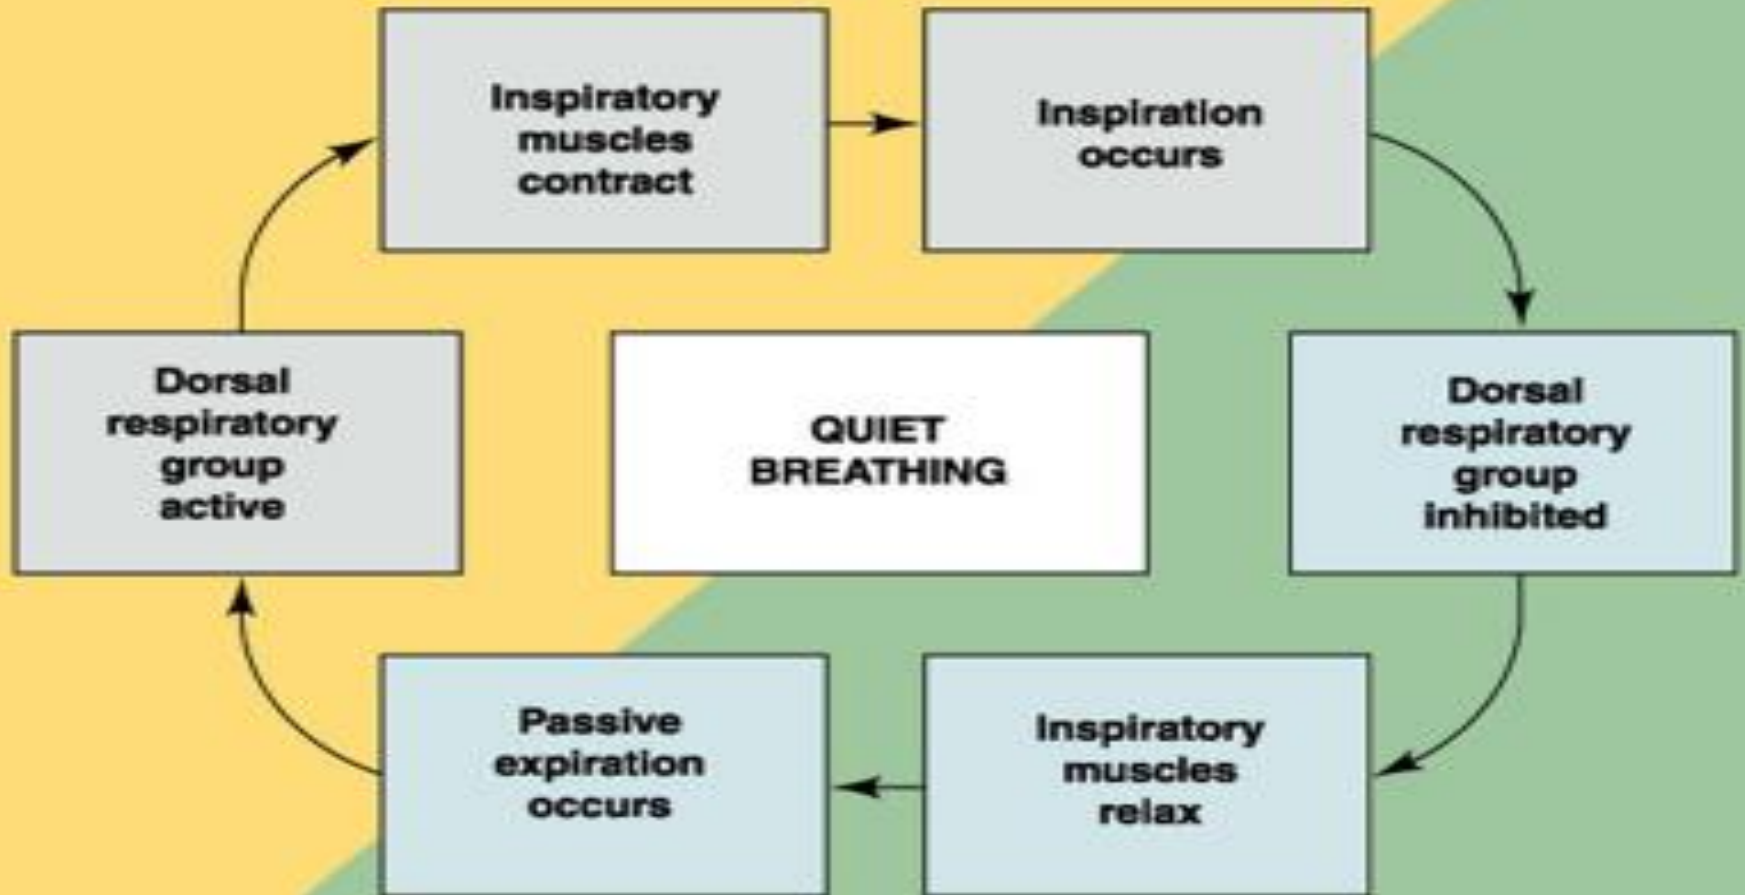 Inspiratory
muscles
contract
Inspiration
occurs
Dorsal
respiratory
group
active
QUIET
BREATHING
Dorsal
respiratory
group
inhibited
Passive
expiration
occurs
Inspiratory
muscles
relax